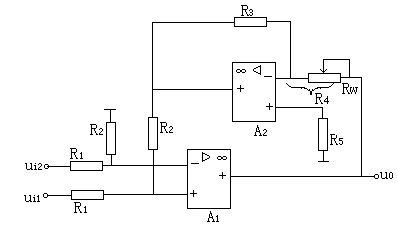 R3
∞ ◁ −
+ +
A2
R4 RW
R2
R2
R5
ui2 R1
− ▷ ∞
+ +
A1
u0
ui1 R1